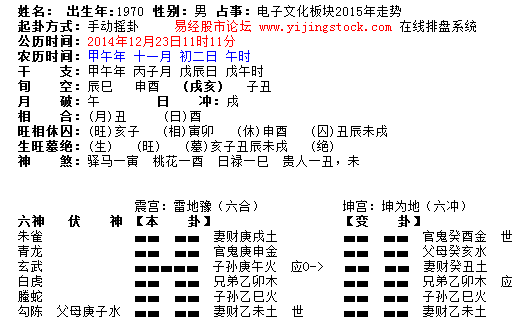 姓名： 出生年:1970 性别：男 占事：电子文化板块2015年走势
起卦方式：手动摇卦 易经股市论坛 www.yijingstock.com 在线排盘系统
公历时间：2014年12月23日11时11分
农历时间：甲午年 十一月 初二日 午时
干 支：甲午年 丙子月 戊辰日 戊午时
旬 空：辰巳 申酉 (戌亥) 子丑
月 破：午 日 冲：戌
相 合：(月)丑 (日)酉
旺相休囚：(旺)亥子 (相)寅卯 (休)申酉 (囚)丑辰未戌
生旺墓绝：(生) (旺) (墓)亥子丑辰未戌 (绝)
神 煞：驿马—寅 桃花—酉 日禄—巳 贵人—丑，未
震宫：雷地豫（六合） 坤宫：坤为地（六冲）
六神 伏 神 【本 卦】 【变 卦】
朱雀 妻财庚戌土 官鬼癸酉金 世
青龙 官鬼庚申金 父母癸亥水
玄武 子孙庚午火 应O-> 妻财癸丑土
白虎 兄弟乙卯木 兄弟乙卯木 应
螣蛇 子孙乙巳火 子孙乙巳火
勾陈 父母庚子水 妻财乙未土 世 妻财乙未土